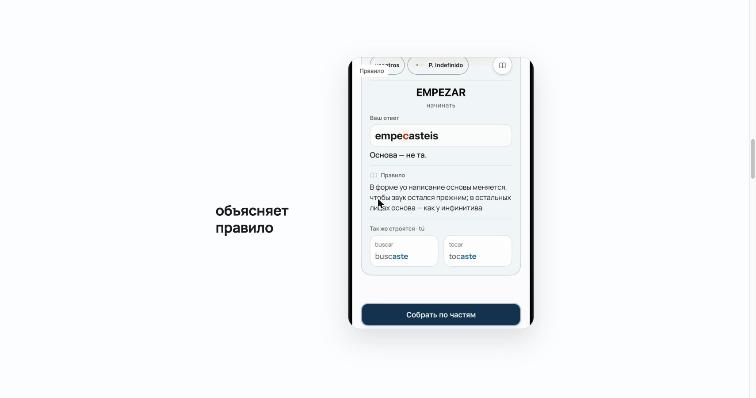 P. Indefinido
Правило
EMPEZAR
начинать
Ваш ответ
empecasteis
Основа — не та.
Правило
В форме yo написание основы меняется,
чтобы звук остался прежним; в остальных
лицах основа — как у инфинитива
объясняет
правило
Так же строятся · tú
buscar
tocar
buscaste
tocaste
Собрать по частям